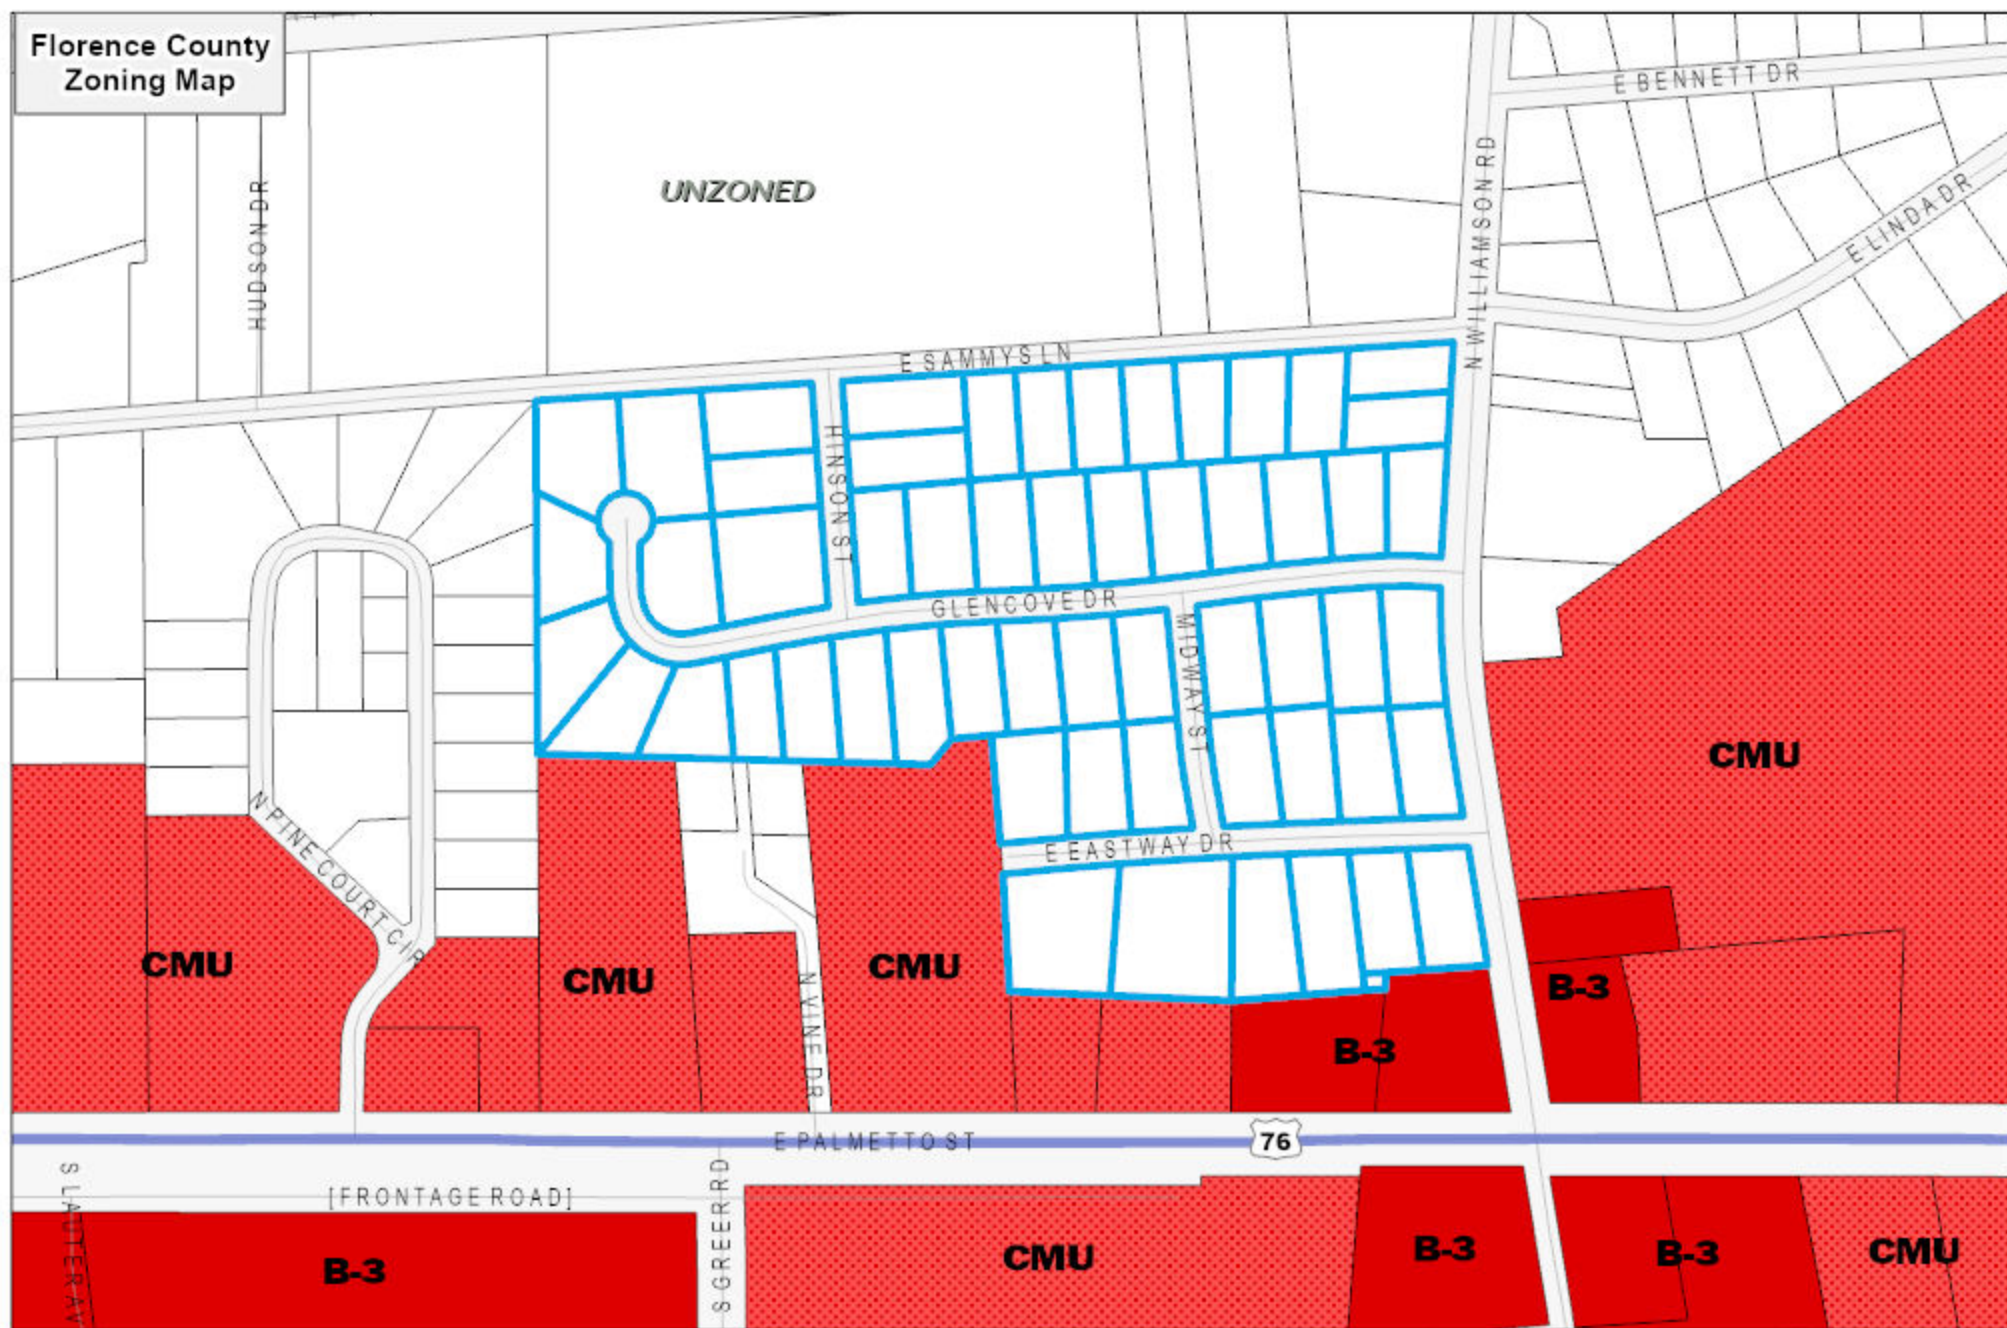 Florence County
Zoning Map
E BENNETT DR
HUDSON DR
UNZONED
N WILLIAMSON RD
E LINDA DR
E SAMMYS LN
HINSON ST
GLENCOVE DR
MIDWAY ST
CMU
N PINE COURT CIR
E EASTWAY DR
CMU
CMU
CMU
B-3
N VINE DR
B-3
E PALMETTO ST
76
S LAUTER AV
[FRONTAGE ROAD]
S GREER RD
B-3
CMU
B-3
B-3
CMU